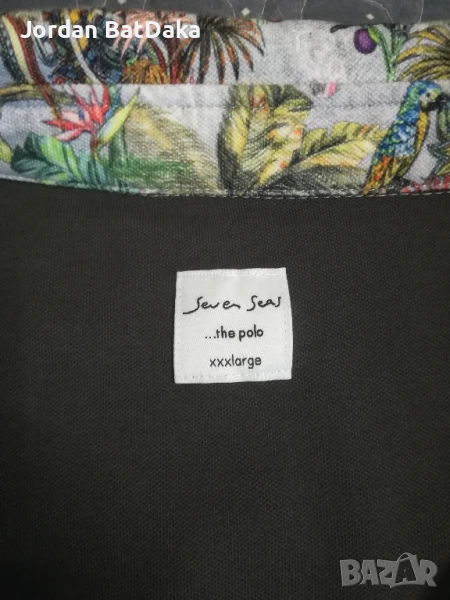 Jordan BatDaka
Seven Seas
...the polo
xxxlarge
BAZAR